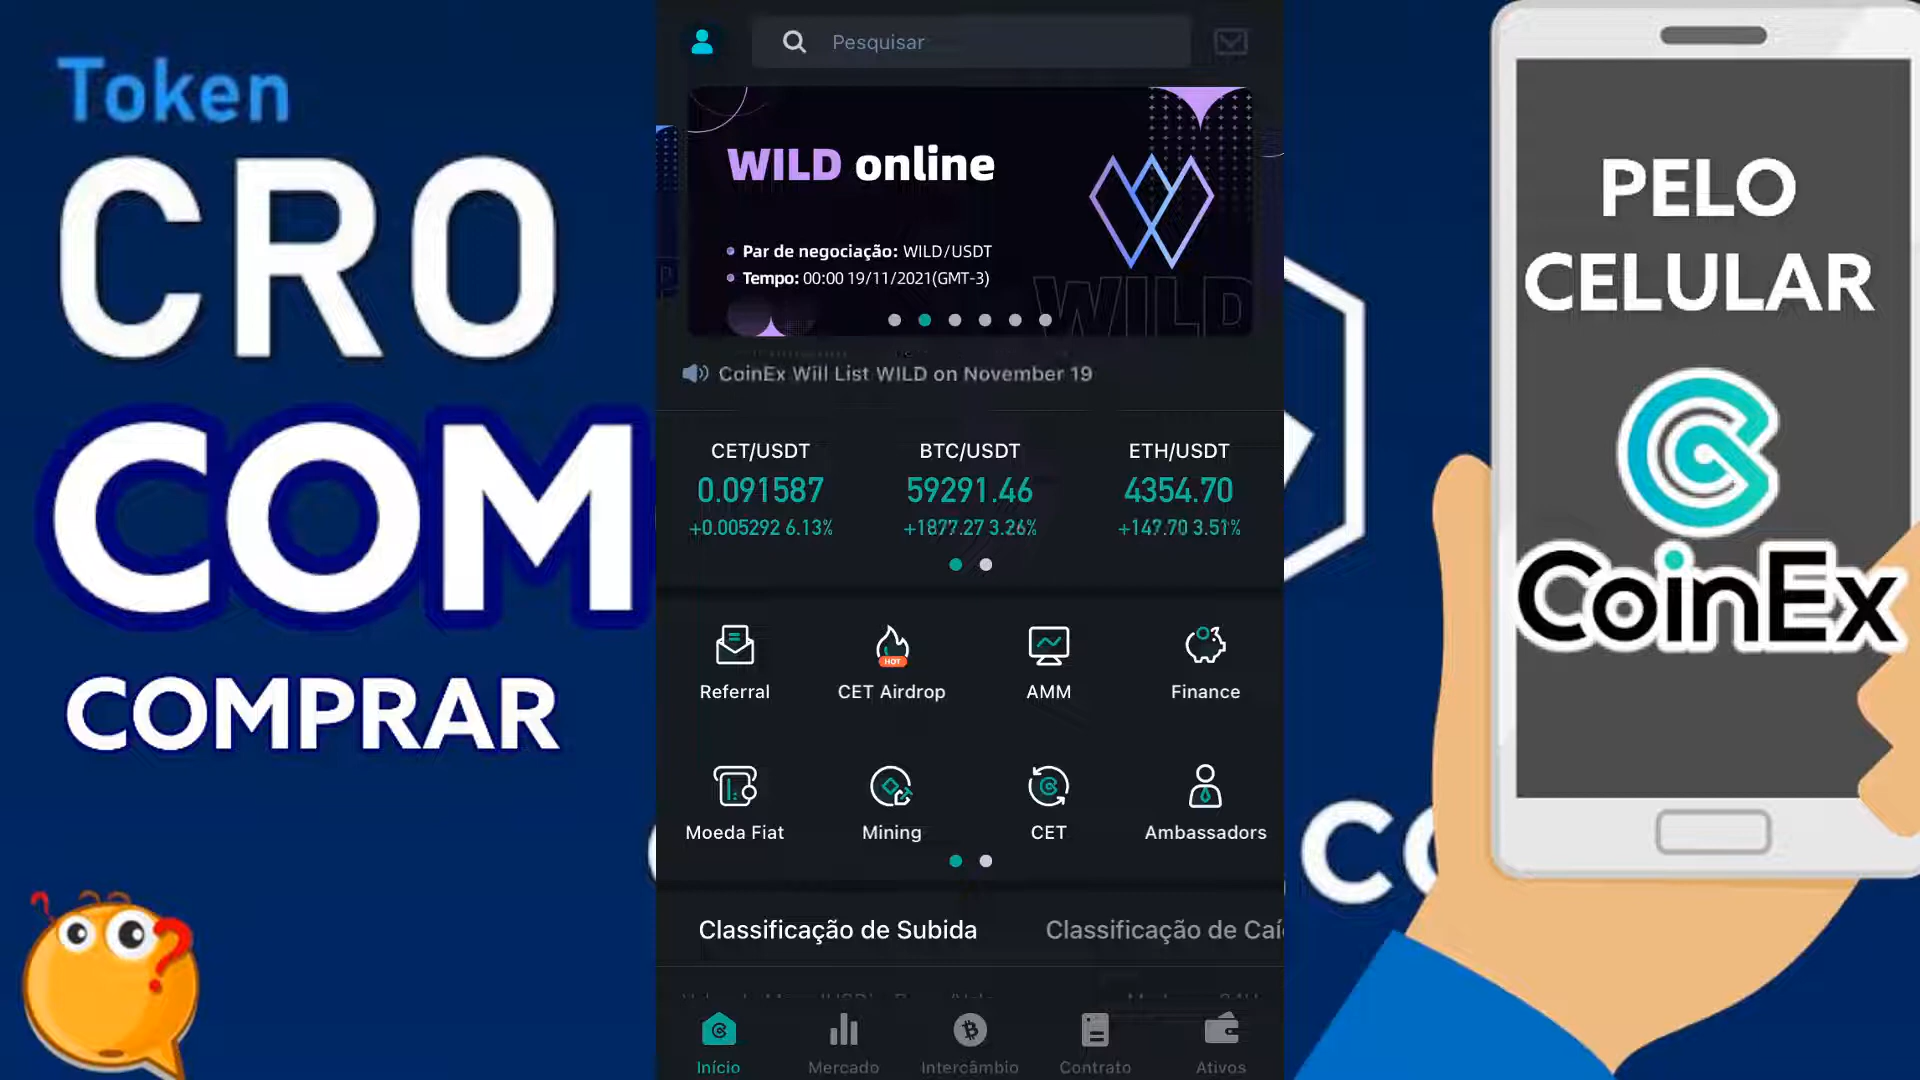 Token
CRO
COM
COMPRAR
Pesquisar
WILD online
Par de negociação: WILD/USDT
Tempo: 00:00 19/11/2021(GMT-3)
WILD
CoinEx Will List WILD on November 19
CET/USDT BTC/USDT ETH/USDT
0.091587 59291.46 4354.70
+0.005292 6.13% +1877.27 3.26% +147.70 3.51%
Referral CET Airdrop AMM Finance
HOT
Moeda Fiat Mining CET Ambassadors
Classificação de Subida Classificação de Caí
Início Mercado Intercâmbio Contrato Ativos
PELO
CELULAR
CoinEx